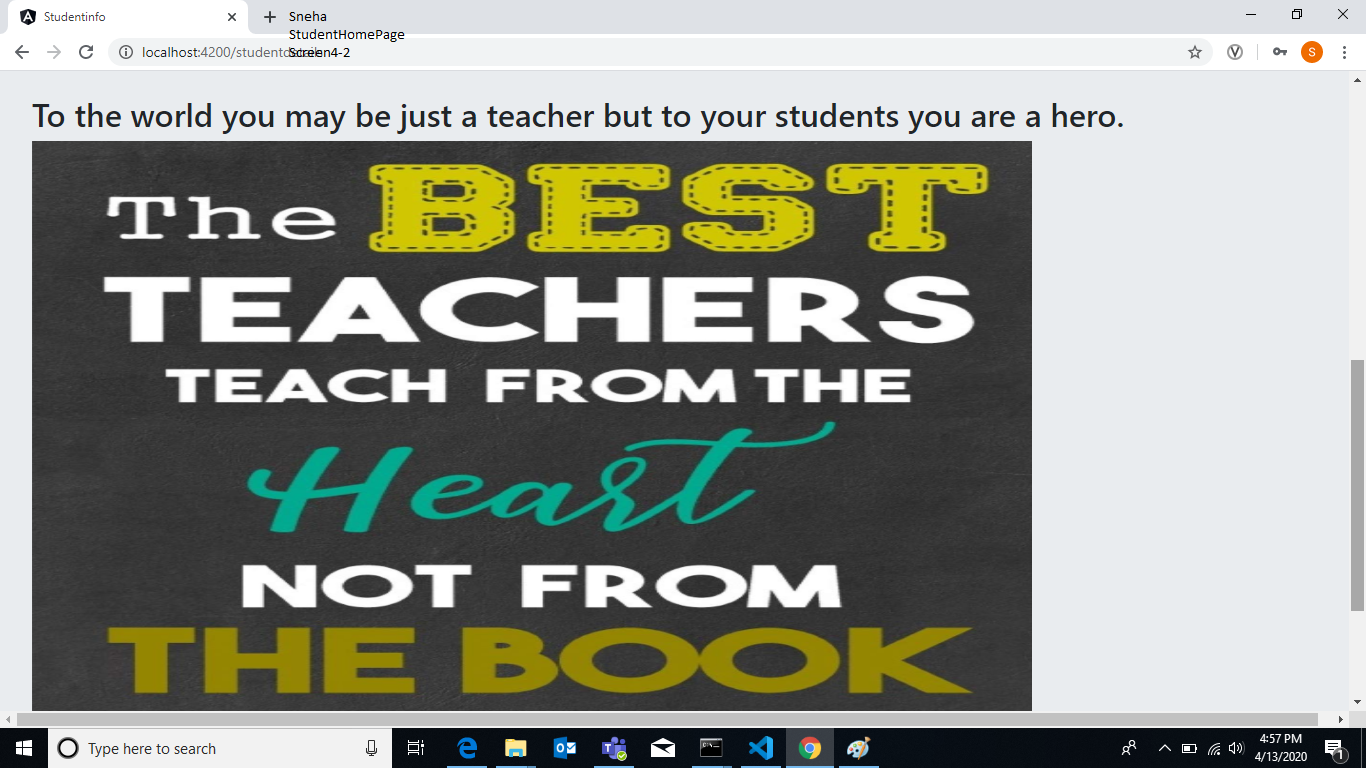 Studentinfo
Sneha
StudentHomePage
Screen4-2
localhost:4200/studentd
S
To the world you may be just a teacher but to your students you are a hero.
The BEST
TEACHERS
TEACH FROM THE
Heart
NOT FROM
THE BOOK
Type here to search
4:57 PM
4/13/2020
1